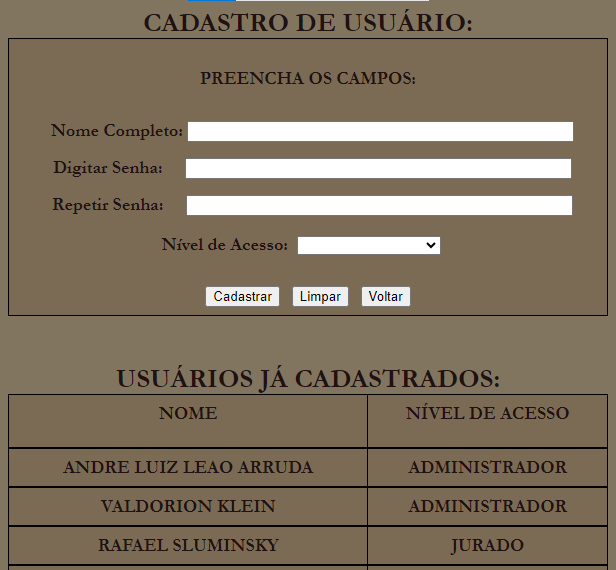 CADASTRO DE USUÁRIO:
PREENCHA OS CAMPOS:
Nome Completo:
Digitar Senha:
Repetir Senha:
Nível de Acesso:
Cadastrar Limpar Voltar
USUÁRIOS JÁ CADASTRADOS:
NOME NÍVEL DE ACESSO
ANDRE LUIZ LEAO ARRUDA ADMINISTRADOR
VALDORION KLEIN ADMINISTRADOR
RAFAEL SLUMINSKY JURADO